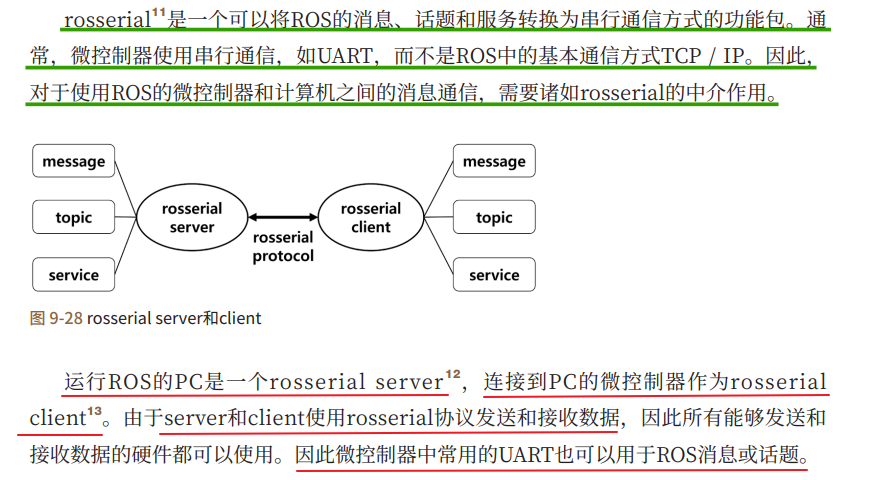 rosserial11是一个可以将ROS的消息、话题和服务转换为串行通信方式的功能包。通
常，微控制器使用串行通信，如UART，而不是ROS中的基本通信方式TCP / IP。因此，
对于使用ROS的微控制器和计算机之间的消息通信，需要诸如rosserial的中介作用。
message
topic
service
rosserial
server
rosserial
protocol
rosserial
client
message
topic
service
图 9-28 rosserial server和client
运行ROS的PC是一个rosserial server12，连接到PC的微控制器作为rosserial
client13。由于server和client使用rosserial协议发送和接收数据，因此所有能够发送和
接收数据的硬件都可以使用。因此微控制器中常用的UART也可以用于ROS消息或话题。